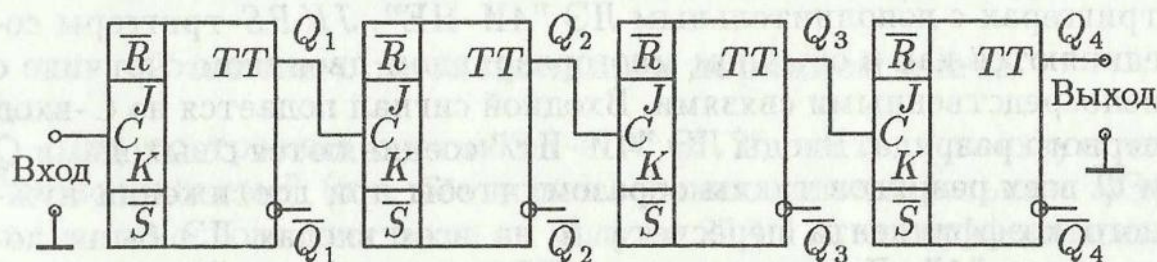 Q1 Q2 Q3 Q4
R̅ TT R̅ TT R̅ TT R̅ TT
J J J J Выход
C C C C
Вход K K K K
S̅ S̅ S̅ S̅
Q̅1 Q̅2 Q̅3 Q̅4